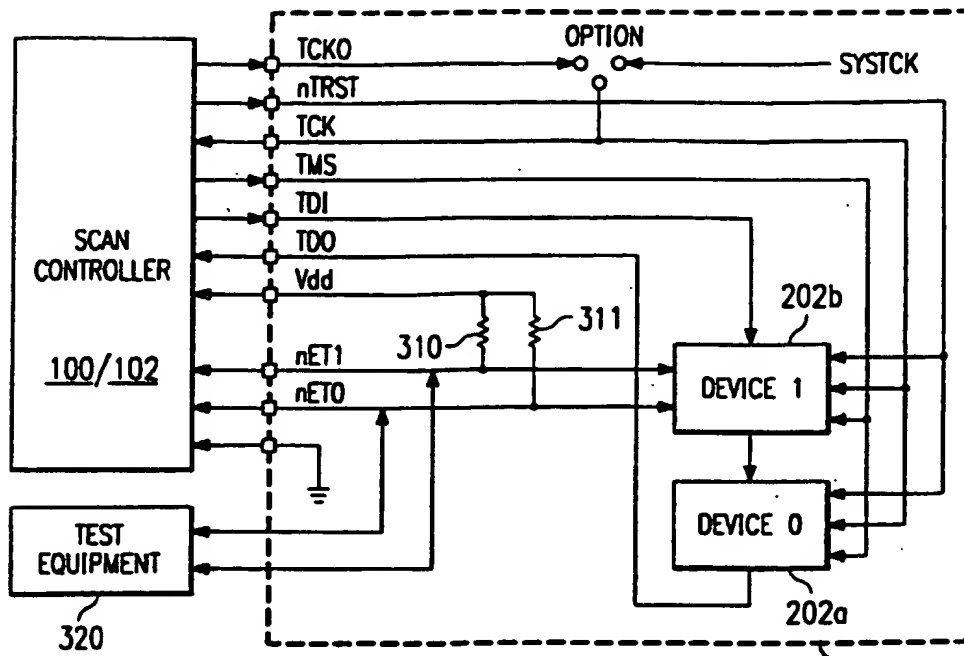 TCKO
OPTION
SYSTCK
nTRST
TCK
TMS
TDI
TDO
Vdd
SCAN
CONTROLLER
100/102
310
311
202b
nET1
nET0
DEVICE 1
DEVICE 0
202a
TEST
EQUIPMENT
320